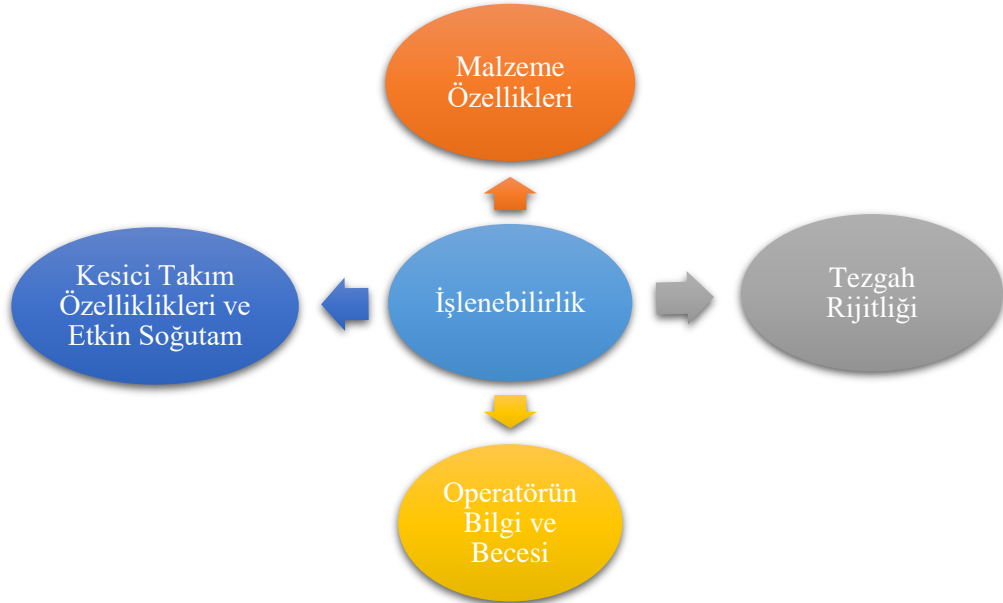 Malzeme
Özellikleri
Kesici Takım
Özelliklikleri ve
Etkin Soğutam
İşlenebilirlik
Tezgah
Rijitliği
Operatörün
Bilgi ve
Becesi